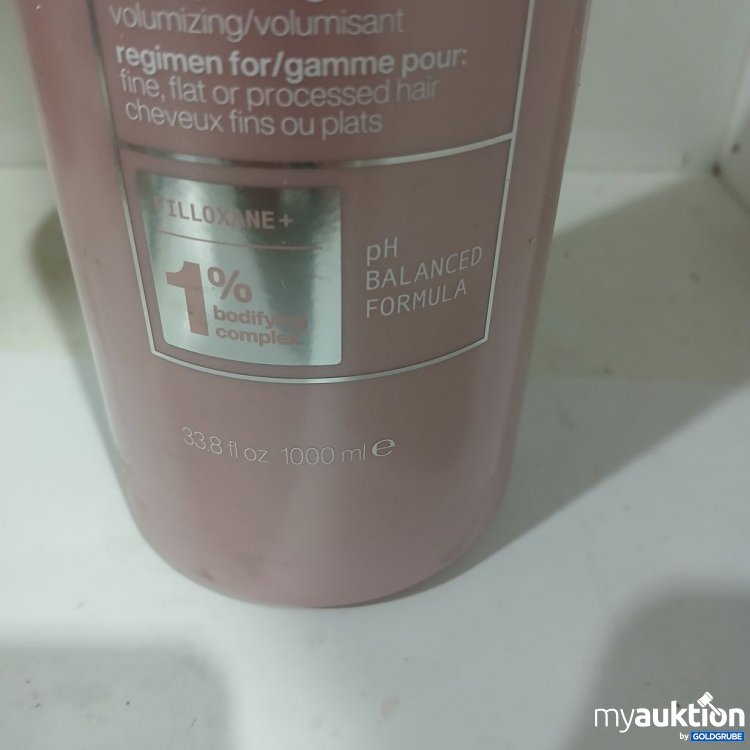 volumizing/volumisant
regimen for/gamme pour:
fine, flat or processed hair
cheveux fins ou plats
FILLOXANE+
1%
bodifying
complex
pH
BALANCED
FORMULA
33.8 fl oz 1000 ml ℮
myauktion
by GOLDGRUBE